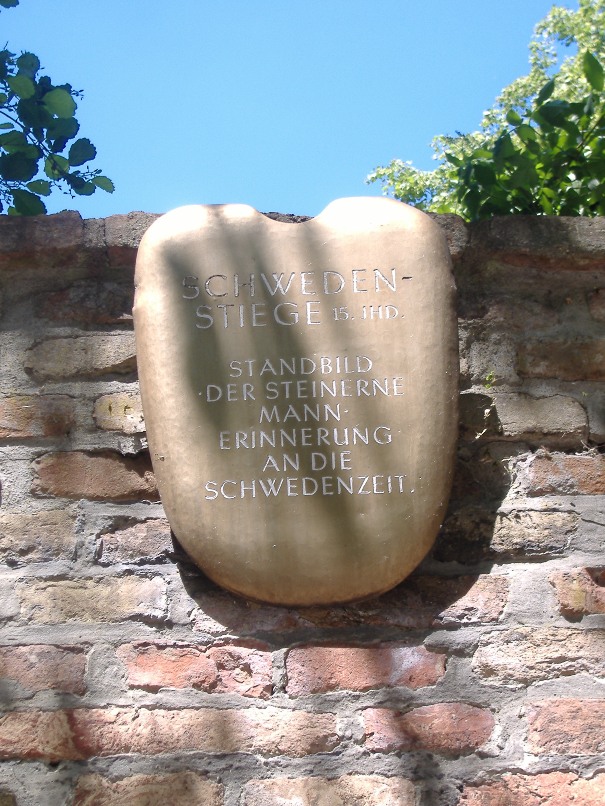 SCHWEDEN-
STIEGE 15. JHD.
STANDBILD
·DER STEINERNE
MANN·
ERINNERUNG
AN DIE
SCHWEDENZEIT.